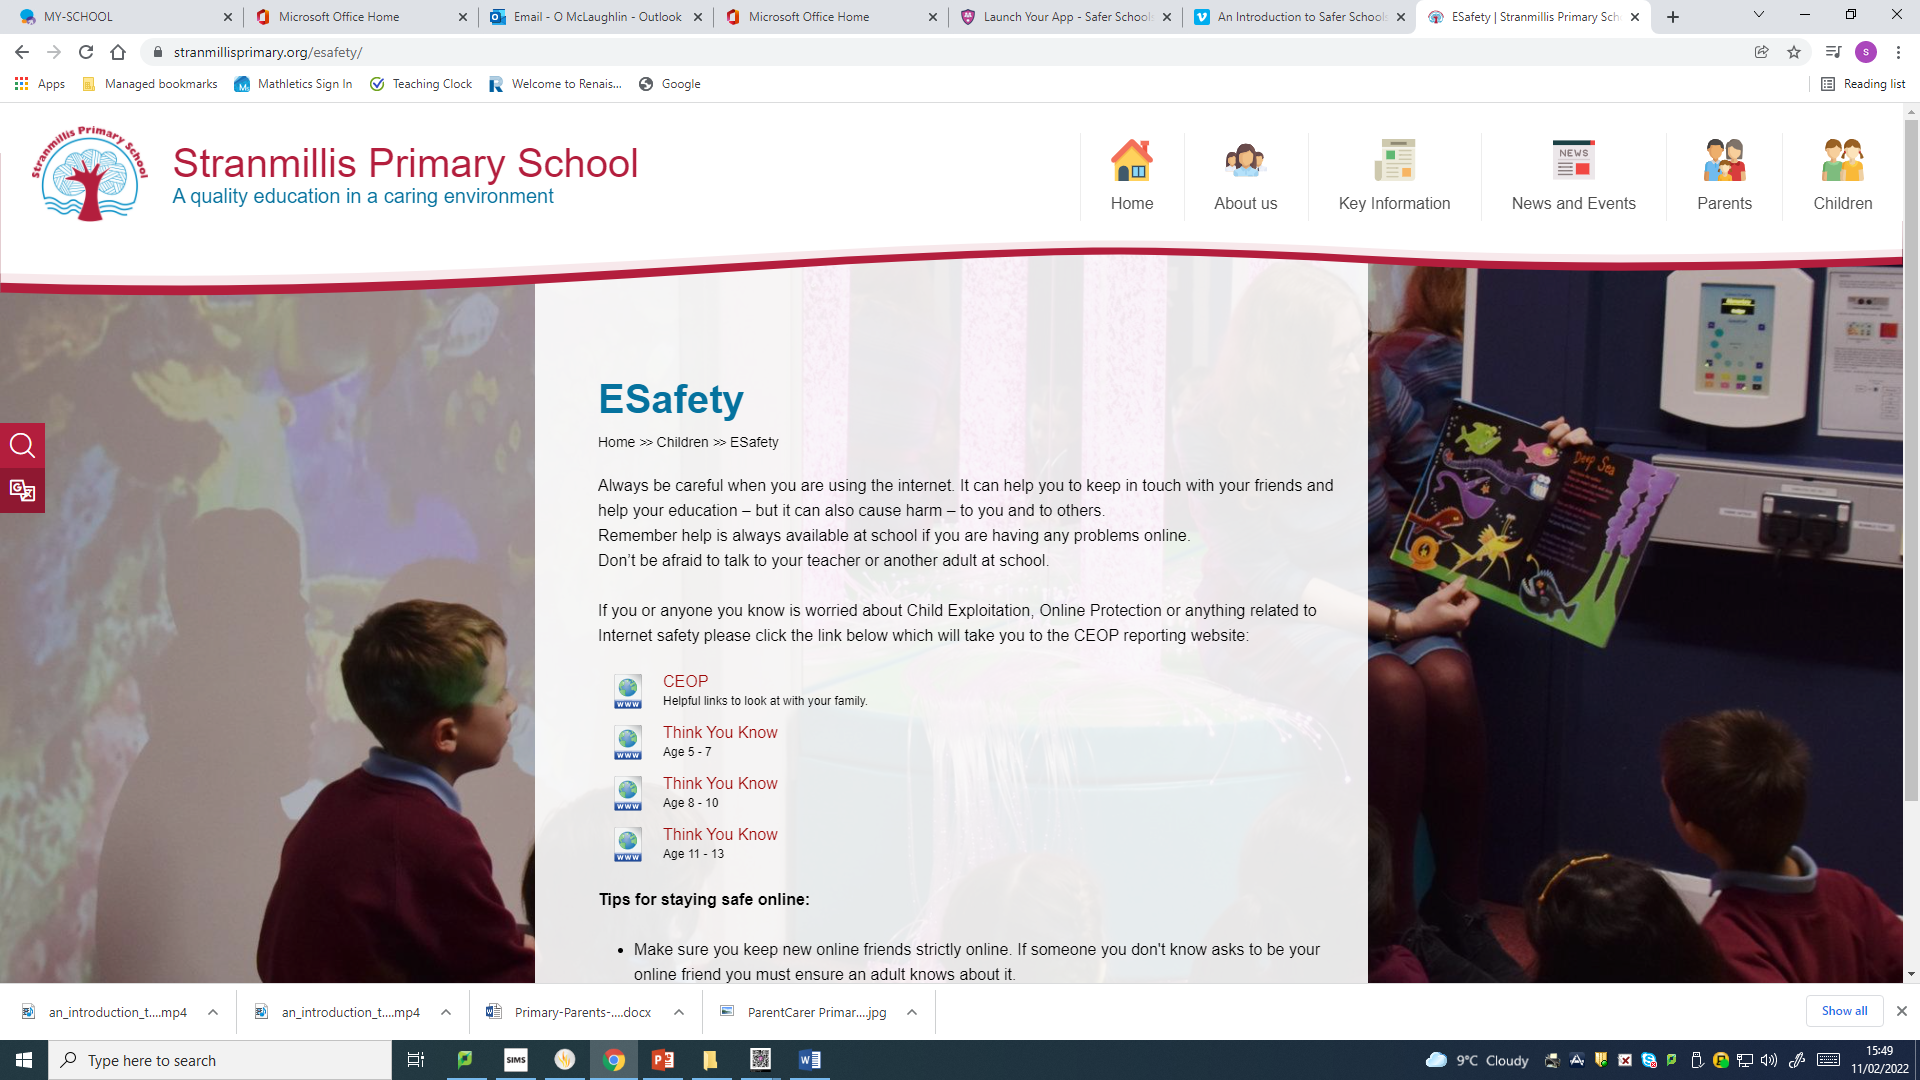 MY-SCHOOL
Microsoft Office Home
Email - O McLaughlin - Outlook
Microsoft Office Home
Launch Your App - Safer Schools
An Introduction to Safer Schools
ESafety | Stranmillis Primary Sch
stranmillisprimary.org/esafety/
S
Apps
Managed bookmarks
Mathletics Sign In
Teaching Clock
Welcome to Renais...
Google
Reading list
Stranmillis Primary School
Stranmillis Primary School
A quality education in a caring environment
NEWS
Home
About us
Key Information
News and Events
Parents
Children
ESafety
Home >> Children >> ESafety
Always be careful when you are using the internet. It can help you to keep in touch with your friends and
help your education – but it can also cause harm – to you and to others.
Remember help is always available at school if you are having any problems online.
Don’t be afraid to talk to your teacher or another adult at school.
If you or anyone you know is worried about Child Exploitation, Online Protection or anything related to
Internet safety please click the link below which will take you to the CEOP reporting website:
WWW
CEOP
Helpful links to look at with your family.
WWW
Think You Know
Age 5 - 7
WWW
Think You Know
Age 8 - 10
WWW
Think You Know
Age 11 - 13
Tips for staying safe online:
Make sure you keep new online friends strictly online. If someone you don't know asks to be your
online friend you must ensure an adult knows about it.
Deep Sea
an_introduction_t....mp4
an_introduction_t....mp4
Primary-Parents-....docx
ParentCarer Primar....jpg
Show all
Type here to search
SIMS
9°C Cloudy
15:49
11/02/2022